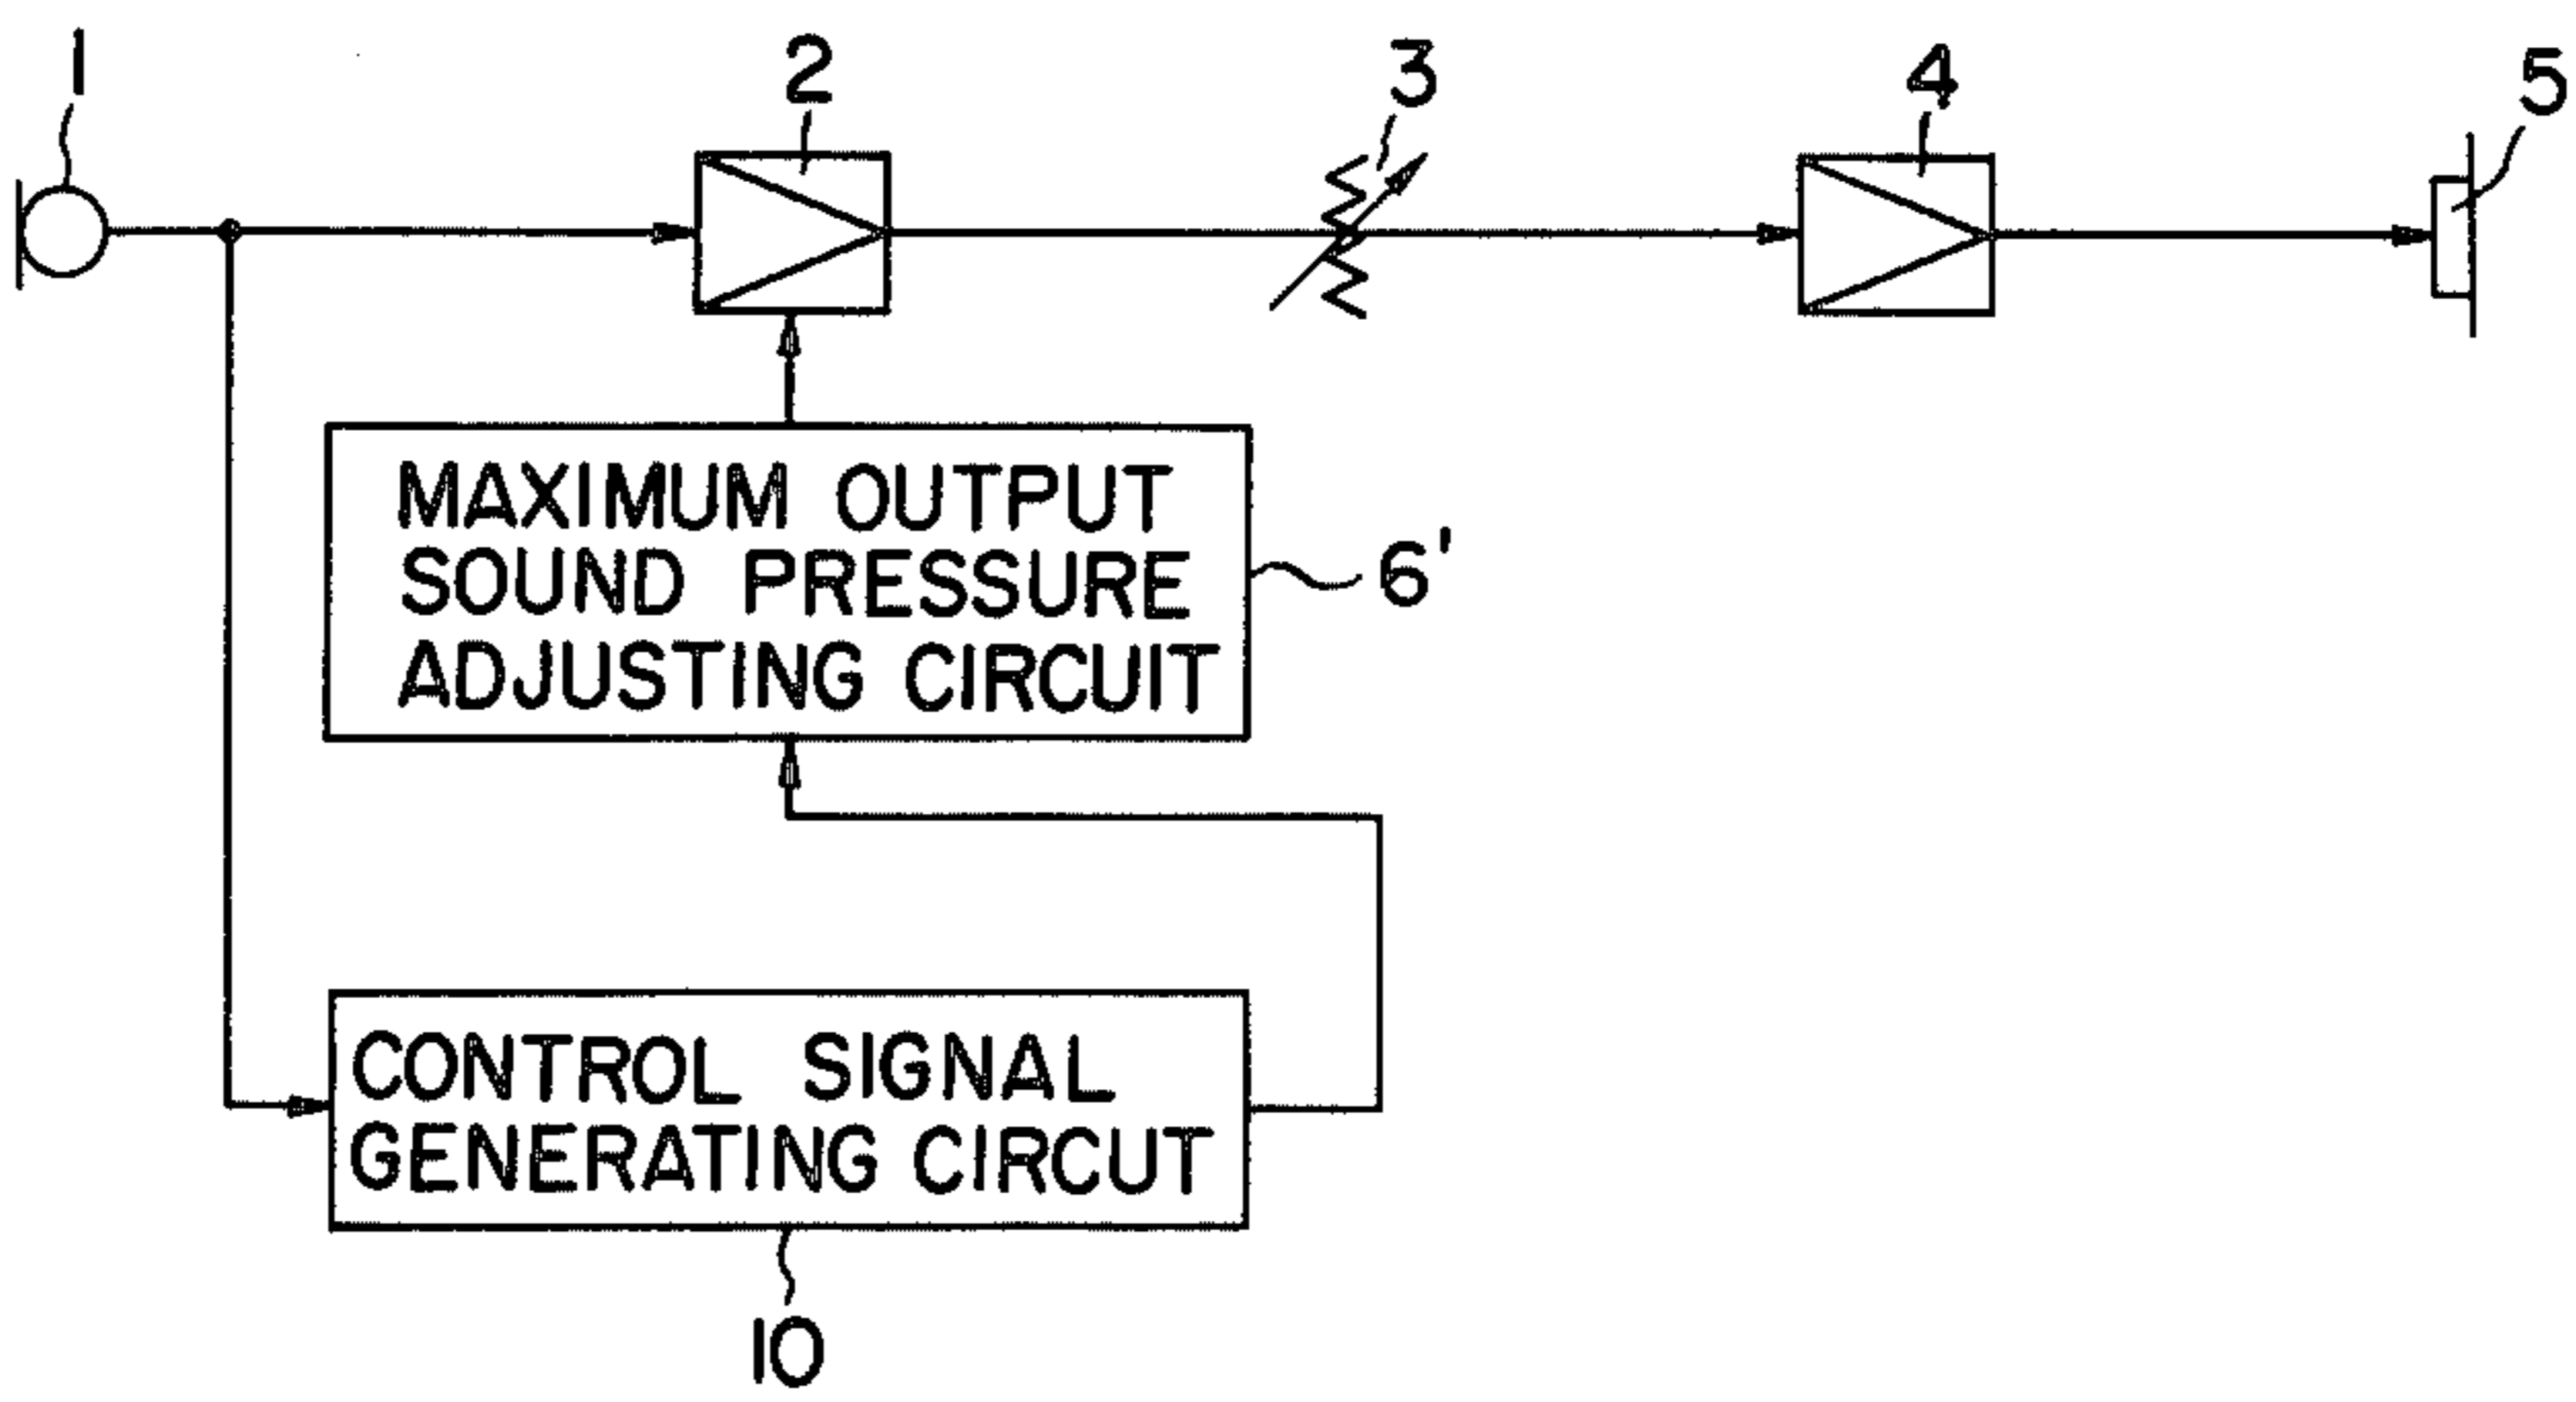 1
2
3
4
5
MAXIMUM OUTPUT
SOUND PRESSURE
ADJUSTING CIRCUIT
6'
CONTROL SIGNAL
GENERATING CIRCUT
10